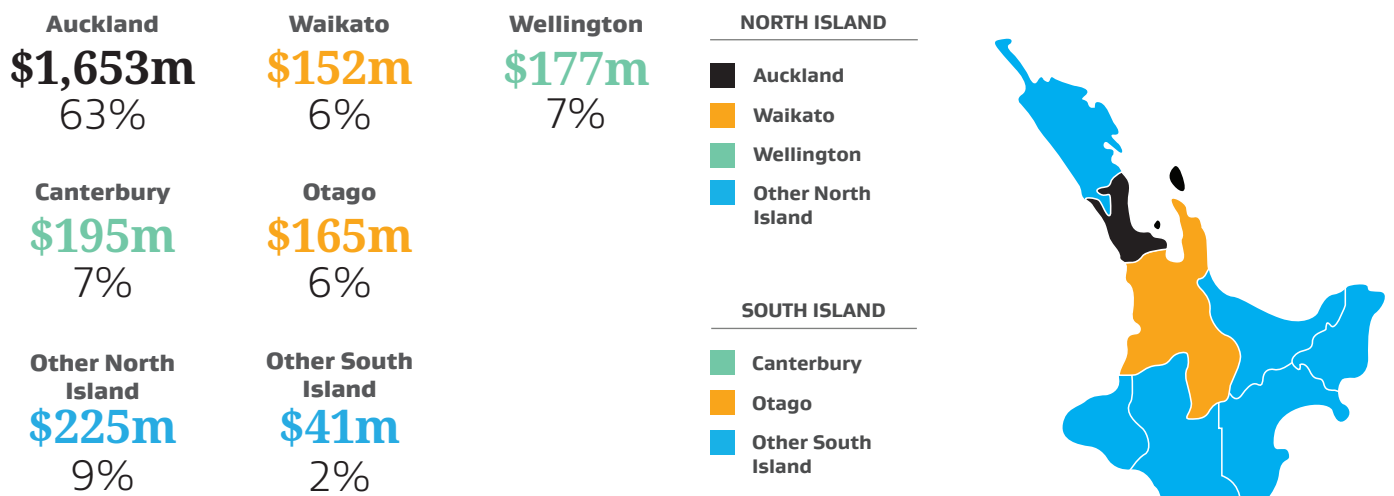 Auckland
$1,653m
63%
Waikato
$152m
6%
Wellington
$177m
7%
Canterbury
$195m
7%
Otago
$165m
6%
Other North
Island
$225m
9%
Other South
Island
$41m
2%
NORTH ISLAND
Auckland
Waikato
Wellington
Other North
Island
SOUTH ISLAND
Canterbury
Otago
Other South
Island